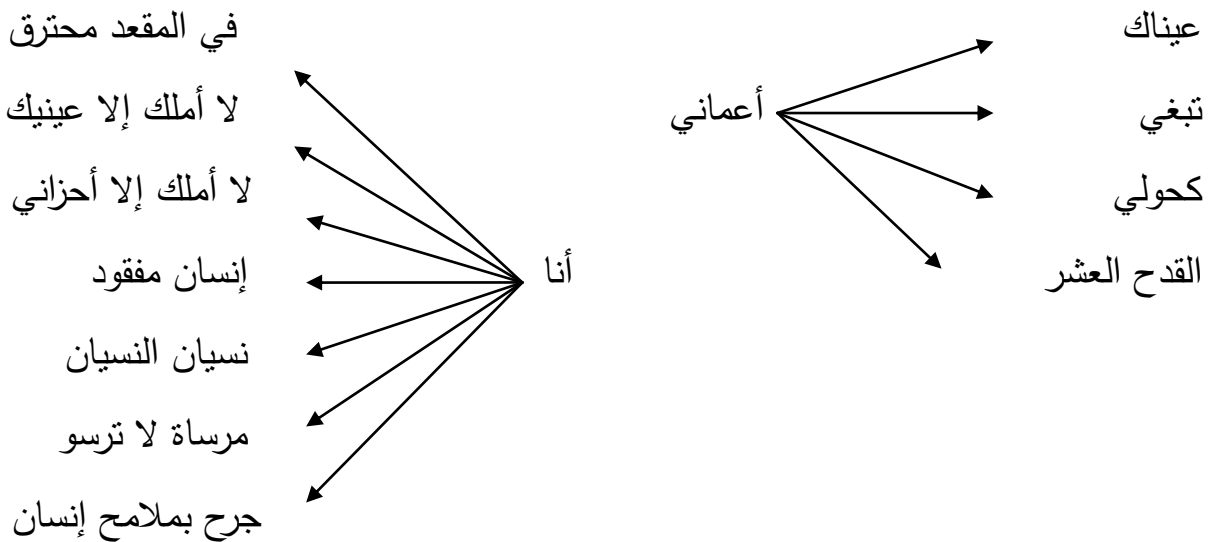 عيناك
تبغي
كحولي
القدح العشر
أعماني
في المقعد محترق
لا أملك إلا عينيك
لا أملك إلا أحزاني
إنسان مفقود
نسيان النسيان
مرساة لا ترسو
جرح بملامح إنسان
أنا